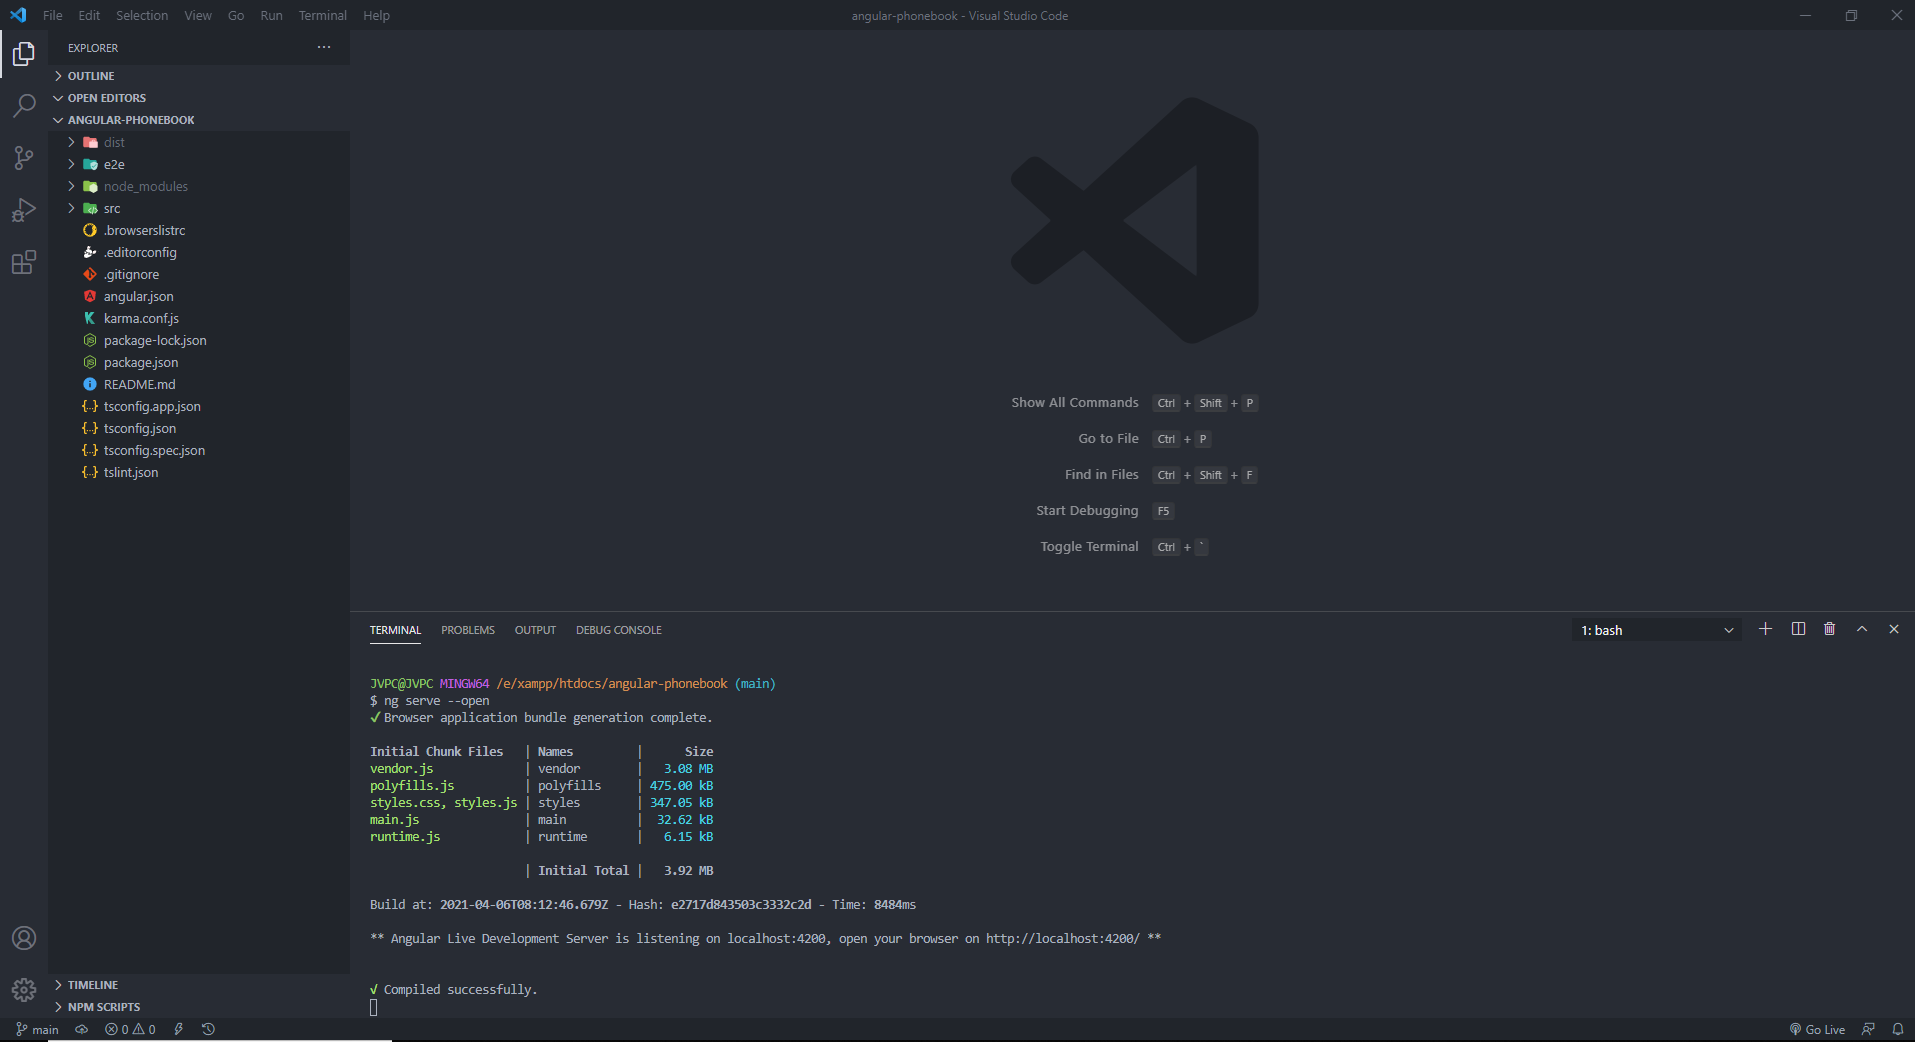 File Edit Selection View Go Run Terminal Help
angular-phonebook - Visual Studio Code
EXPLORER
OUTLINE
OPEN EDITORS
ANGULAR-PHONEBOOK
dist
e2e
node_modules
src
.browserslistrc
.editorconfig
.gitignore
angular.json
karma.conf.js
package-lock.json
package.json
README.md
tsconfig.app.json
tsconfig.json
tsconfig.spec.json
tslint.json
TIMELINE
NPM SCRIPTS
Show All Commands Ctrl + Shift + P
Go to File Ctrl + P
Find in Files Ctrl + Shift + F
Start Debugging F5
Toggle Terminal Ctrl + `
TERMINAL PROBLEMS OUTPUT DEBUG CONSOLE
1: bash
JVPC@JVPC MINGW64 /e/xampp/htdocs/angular-phonebook (main)
$ ng serve --open
✓ Browser application bundle generation complete.
Initial Chunk Files | Names | Size
vendor.js | vendor | 3.08 MB
polyfills.js | polyfills | 475.00 kB
styles.css, styles.js | styles | 347.05 kB
main.js | main | 32.62 kB
runtime.js | runtime | 6.15 kB
| Initial Total | 3.92 MB
Build at: 2021-04-06T08:12:46.679Z - Hash: e2717d843503c3332c2d - Time: 8484ms
** Angular Live Development Server is listening on localhost:4200, open your browser on http://localhost:4200/ **
√ Compiled successfully.
main 0 0
Go Live